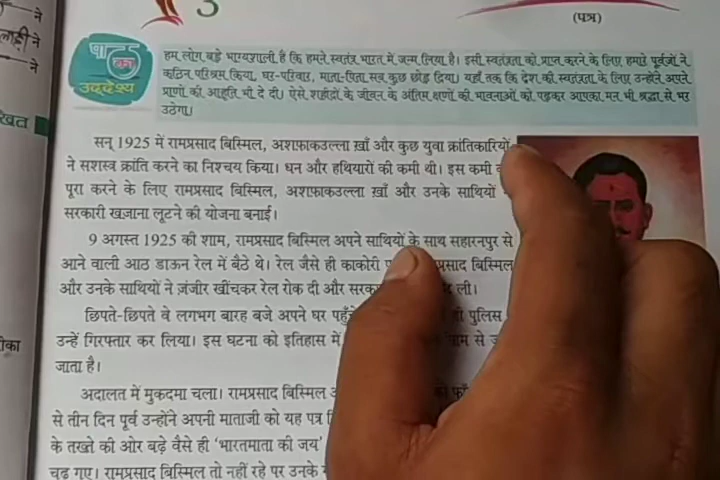 3
(पत्र)
पाठ
का
उद्देश्य
हम लोग बड़े भाग्यशाली हैं कि हमने स्वतंत्र भारत में जन्म लिया है। इसी स्वतंत्रता को प्राप्त करने के लिए हमारे पूर्वजों ने
कठिन परिश्रम किया, घर-परिवार, माता-पिता सब कुछ छोड़ दिया। यहाँ तक कि देश की स्वतंत्रता के लिए उन्होंने अपने
प्राणों की आहुति भी दे दी। ऐसे शहीदों के जीवन के अंतिम क्षणों की भावनाओं को पढ़कर आपका मन भी श्रद्धा से भर
उठेगा।
सन् 1925 में रामप्रसाद बिस्मिल, अशफ़ाकउल्ला ख़ाँ और कुछ युवा क्रांतिकारियों
ने सशस्त्र क्रांति करने का निश्चय किया। धन और हथियारों की कमी थी। इस कमी
पूरा करने के लिए रामप्रसाद बिस्मिल, अशफ़ाकउल्ला ख़ाँ और उनके साथियों
सरकारी खज़ाना लूटने की योजना बनाई।
9 अगस्त 1925 की शाम, रामप्रसाद बिस्मिल अपने साथियों के साथ सहारनपुर से
आने वाली आठ डाऊन रेल में बैठे थे। रेल जैसे ही काकोरी बिस्मिल
और उनके साथियों ने ज़ंजीर खींचकर रेल रोक दी और ली।
छिपते-छिपते वे लगभग बारह बजे अपने घर पुलिस
उन्हें गिरफ्तार कर लिया। इस घटना को इतिहास में से
जाता है।
अदालत में मुकदमा चला। रामप्रसाद बिस्मिल
से तीन दिन पूर्व उन्होंने अपनी माताजी को यह पत्र
के तख्ते की ओर बढ़े वैसे ही 'भारतमाता की जय'
चढ़ गए। रामप्रसाद बिस्मिल तो नहीं रहे पर उनके